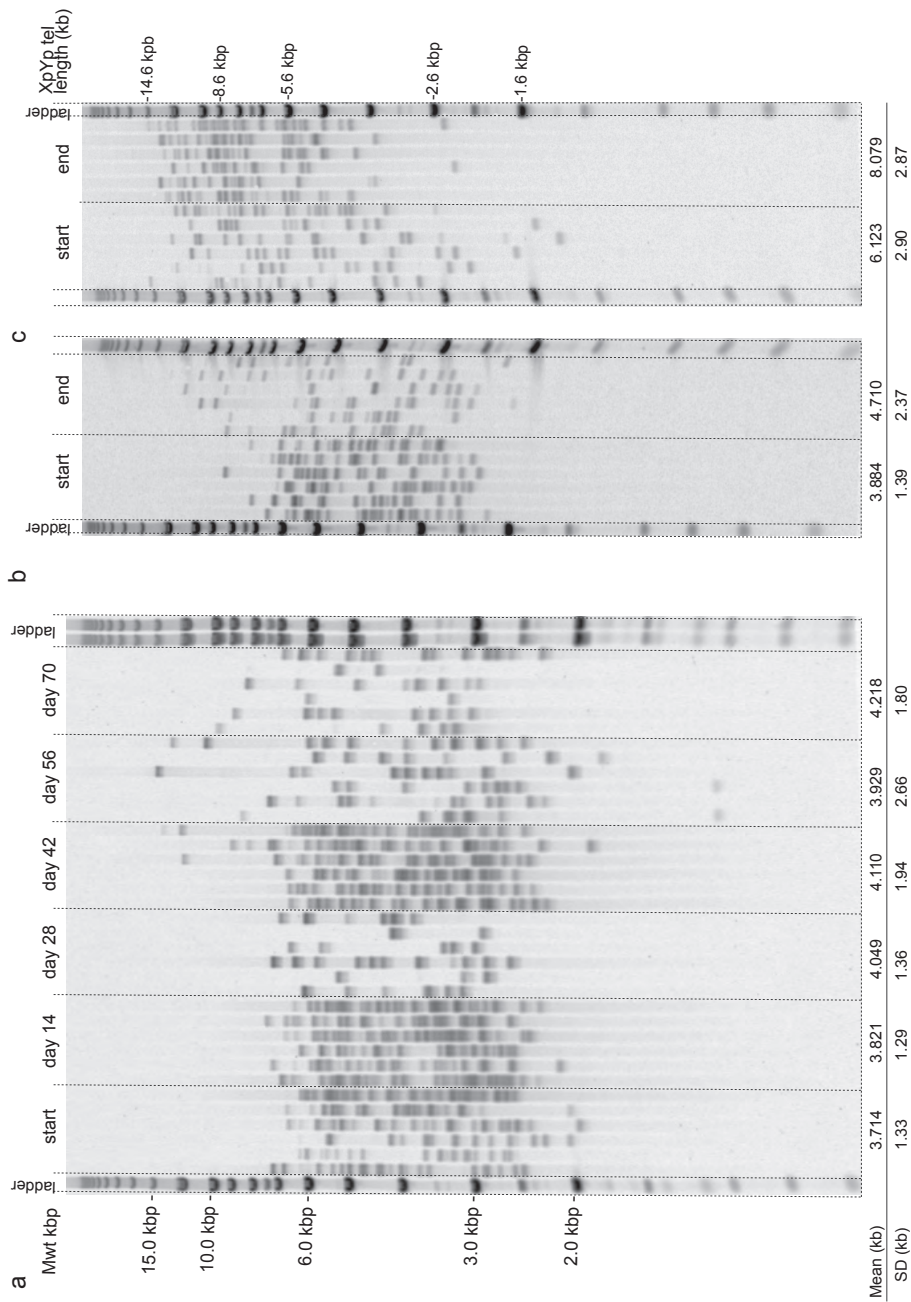 a
Mwt kbp
ladder
start
day 14
day 28
day 42
day 56
day 70
ladder
15.0 kbp
10.0 kbp
6.0 kbp
3.0 kbp
2.0 kbp
b
ladder
start
end
c
start
end
ladder
XpYp tel
length (kb)
14.6 kpb
8.6 kbp
5.6 kbp
2.6 kbp
1.6 kbp
Mean (kb) 3.714 3.821 4.049 4.110 3.929 4.218 3.884 4.710 6.123 8.079
SD (kb) 1.33 1.29 1.36 1.94 2.66 1.80 1.39 2.37 2.90 2.87